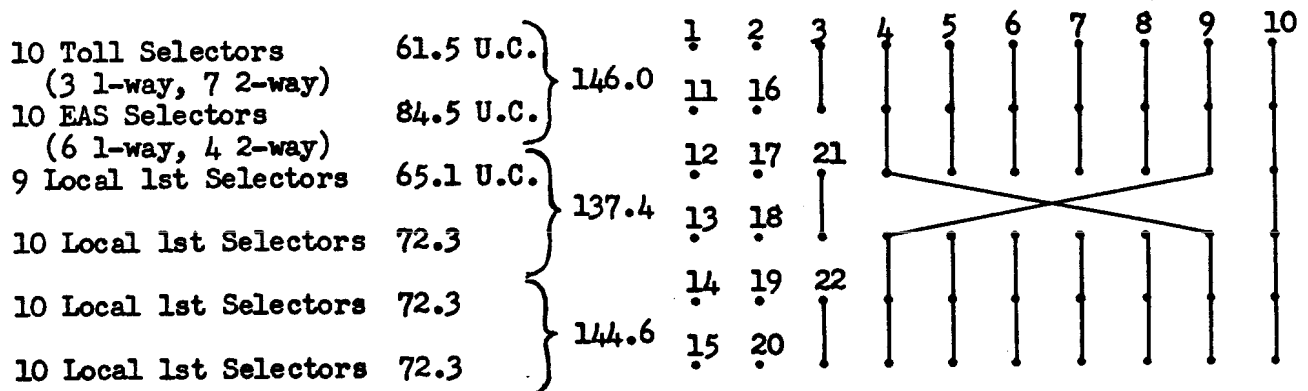 1 2 3 4 5 6 7 8 9 10
10 Toll Selectors 61.5 U.C.
(3 1-way, 7 2-way) 146.0 11 16
10 EAS Selectors 84.5 U.C.
(6 1-way, 4 2-way) 12 17 21
9 Local 1st Selectors 65.1 U.C.
137.4 13 18
10 Local 1st Selectors 72.3
14 19 22
10 Local 1st Selectors 72.3
144.6 15 20
10 Local 1st Selectors 72.3